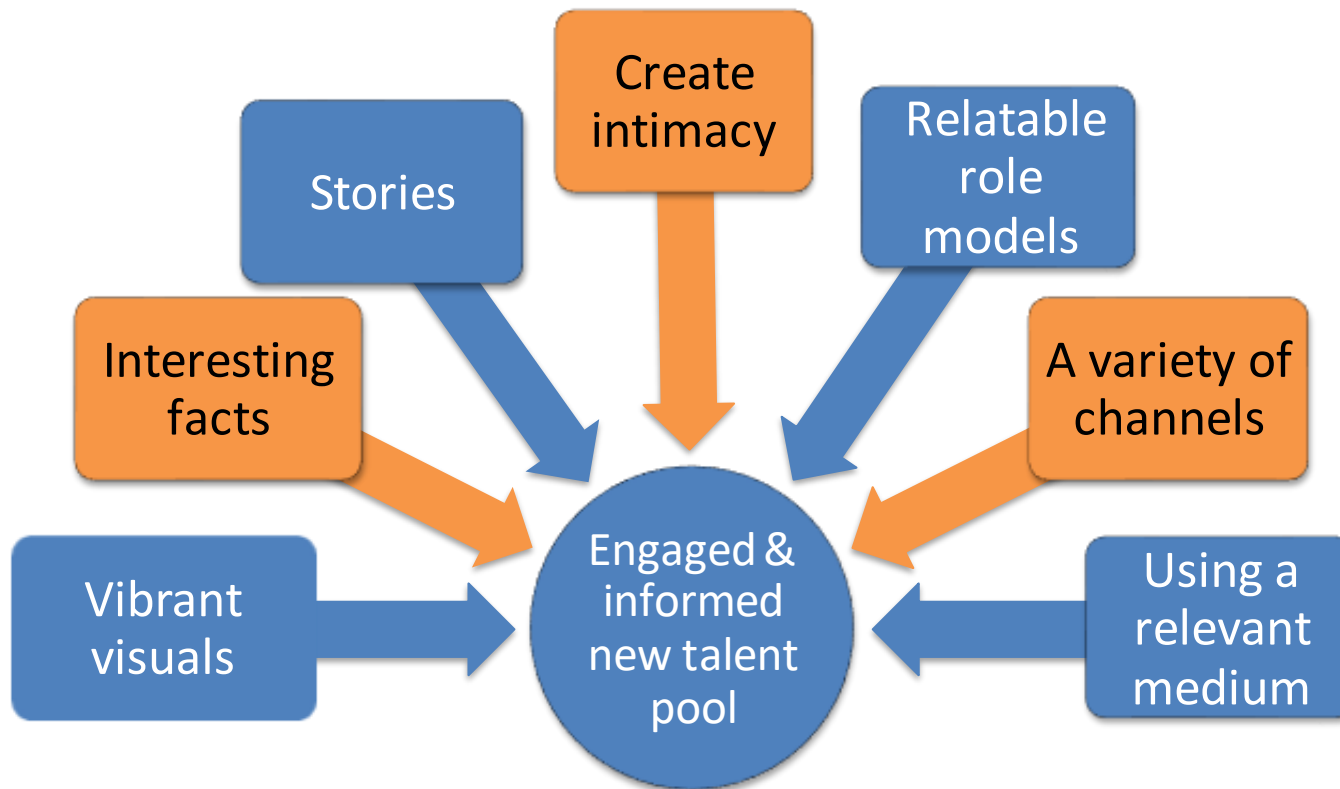 Create
intimacy
Stories
Relatable
role
models
Interesting
facts
A variety of
channels
Vibrant
visuals
Engaged &
informed
new talent
pool
Using a
relevant
medium